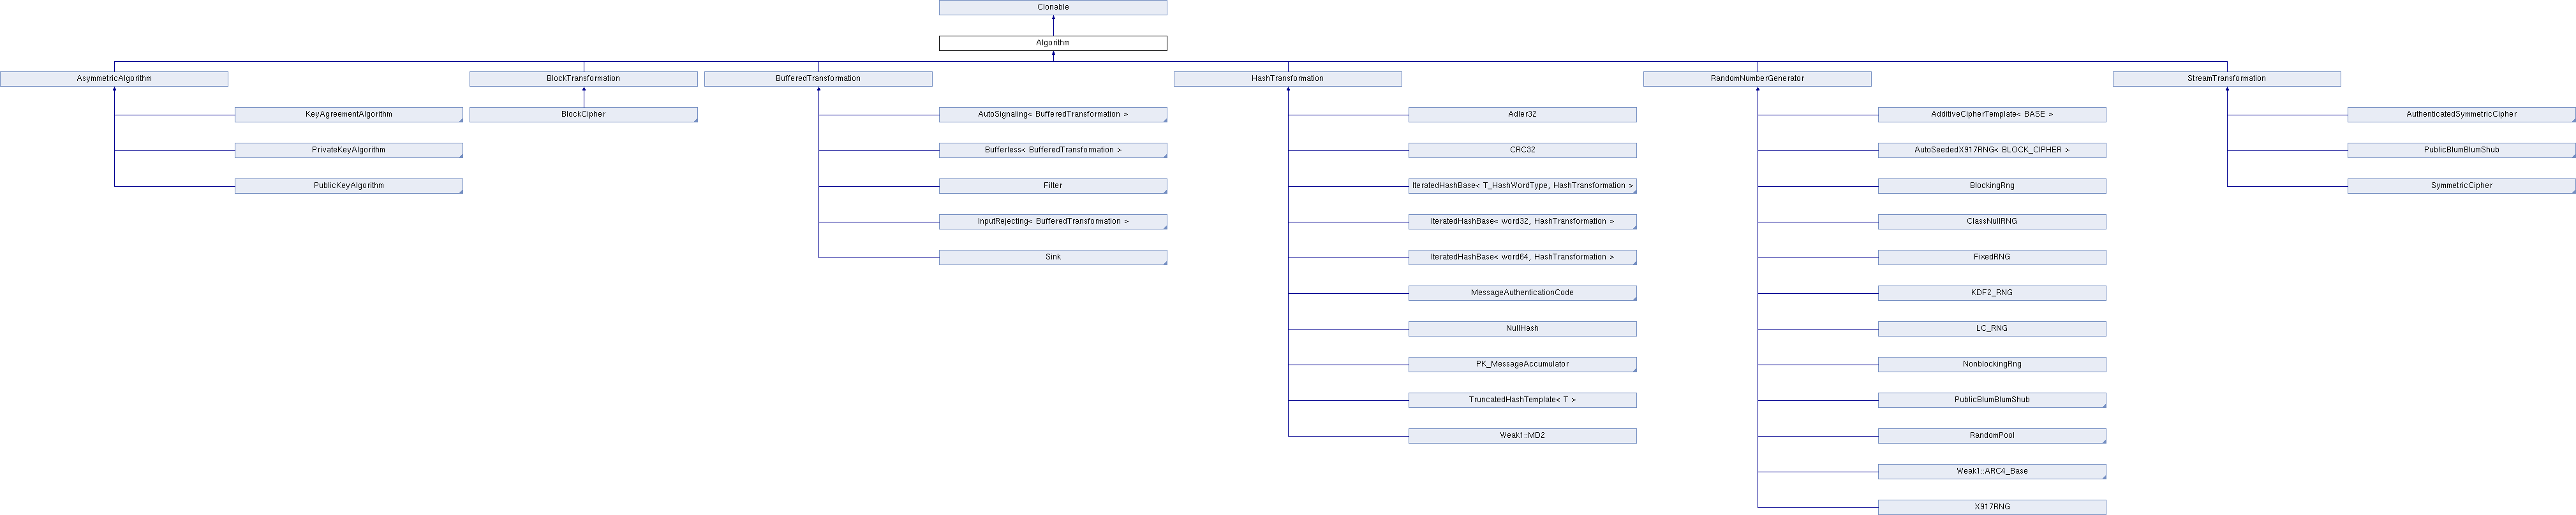 Clonable
Algorithm
AsymmetricAlgorithm
BlockTransformation
BufferedTransformation
HashTransformation
RandomNumberGenerator
StreamTransformation
KeyAgreementAlgorithm
BlockCipher
AutoSignaling< BufferedTransformation >
Adler32
AdditiveCipherTemplate< BASE >
AuthenticatedSymmetricCipher
PrivateKeyAlgorithm
Bufferless< BufferedTransformation >
CRC32
AutoSeededX917RNG< BLOCK_CIPHER >
PublicBlumBlumShub
PublicKeyAlgorithm
Filter
IteratedHashBase< T_HashWordType, HashTransformation >
BlockingRng
SymmetricCipher
InputRejecting< BufferedTransformation >
IteratedHashBase< word32, HashTransformation >
ClassNullRNG
Sink
IteratedHashBase< word64, HashTransformation >
FixedRNG
MessageAuthenticationCode
KDF2_RNG
NullHash
LC_RNG
PK_MessageAccumulator
NonblockingRng
TruncatedHashTemplate< T >
PublicBlumBlumShub
Weak1::MD2
RandomPool
Weak1::ARC4_Base
X917RNG